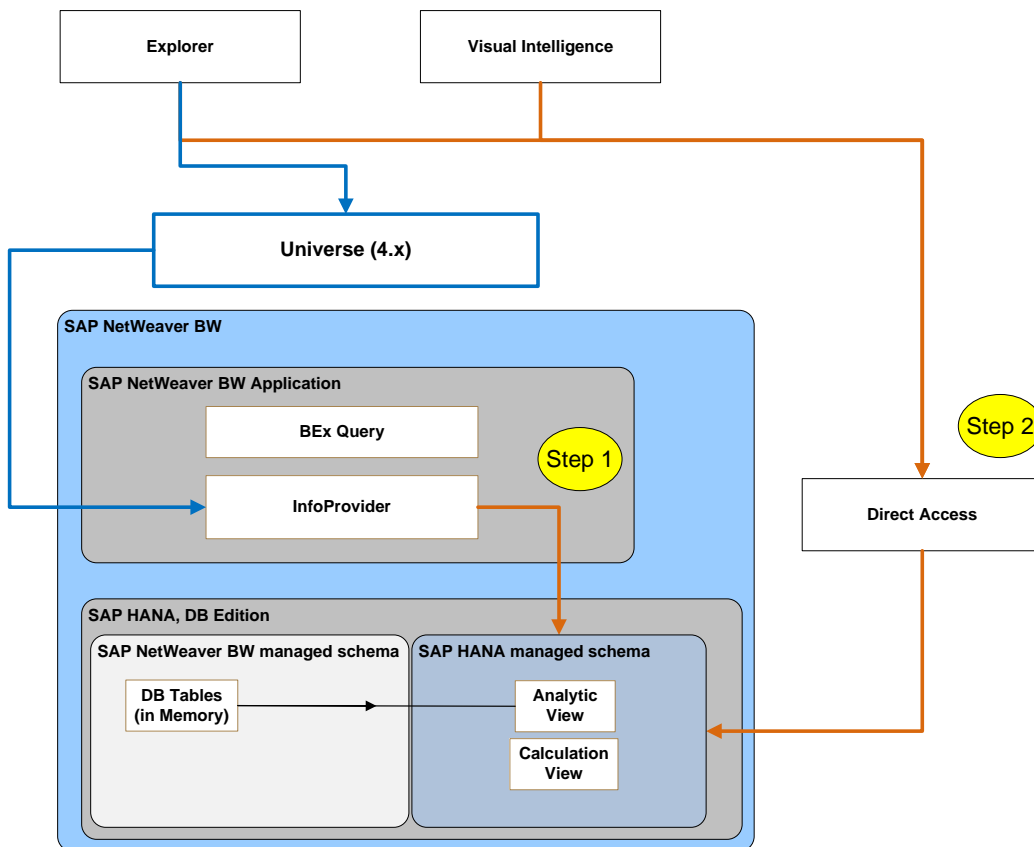 Explorer
Visual Intelligence
Universe (4.x)
SAP NetWeaver BW
SAP NetWeaver BW Application
BEx Query
Step 1
Step 2
InfoProvider
Direct Access
SAP HANA, DB Edition
SAP NetWeaver BW managed schema
SAP HANA managed schema
DB Tables
(in Memory)
Analytic
View
Calculation
View